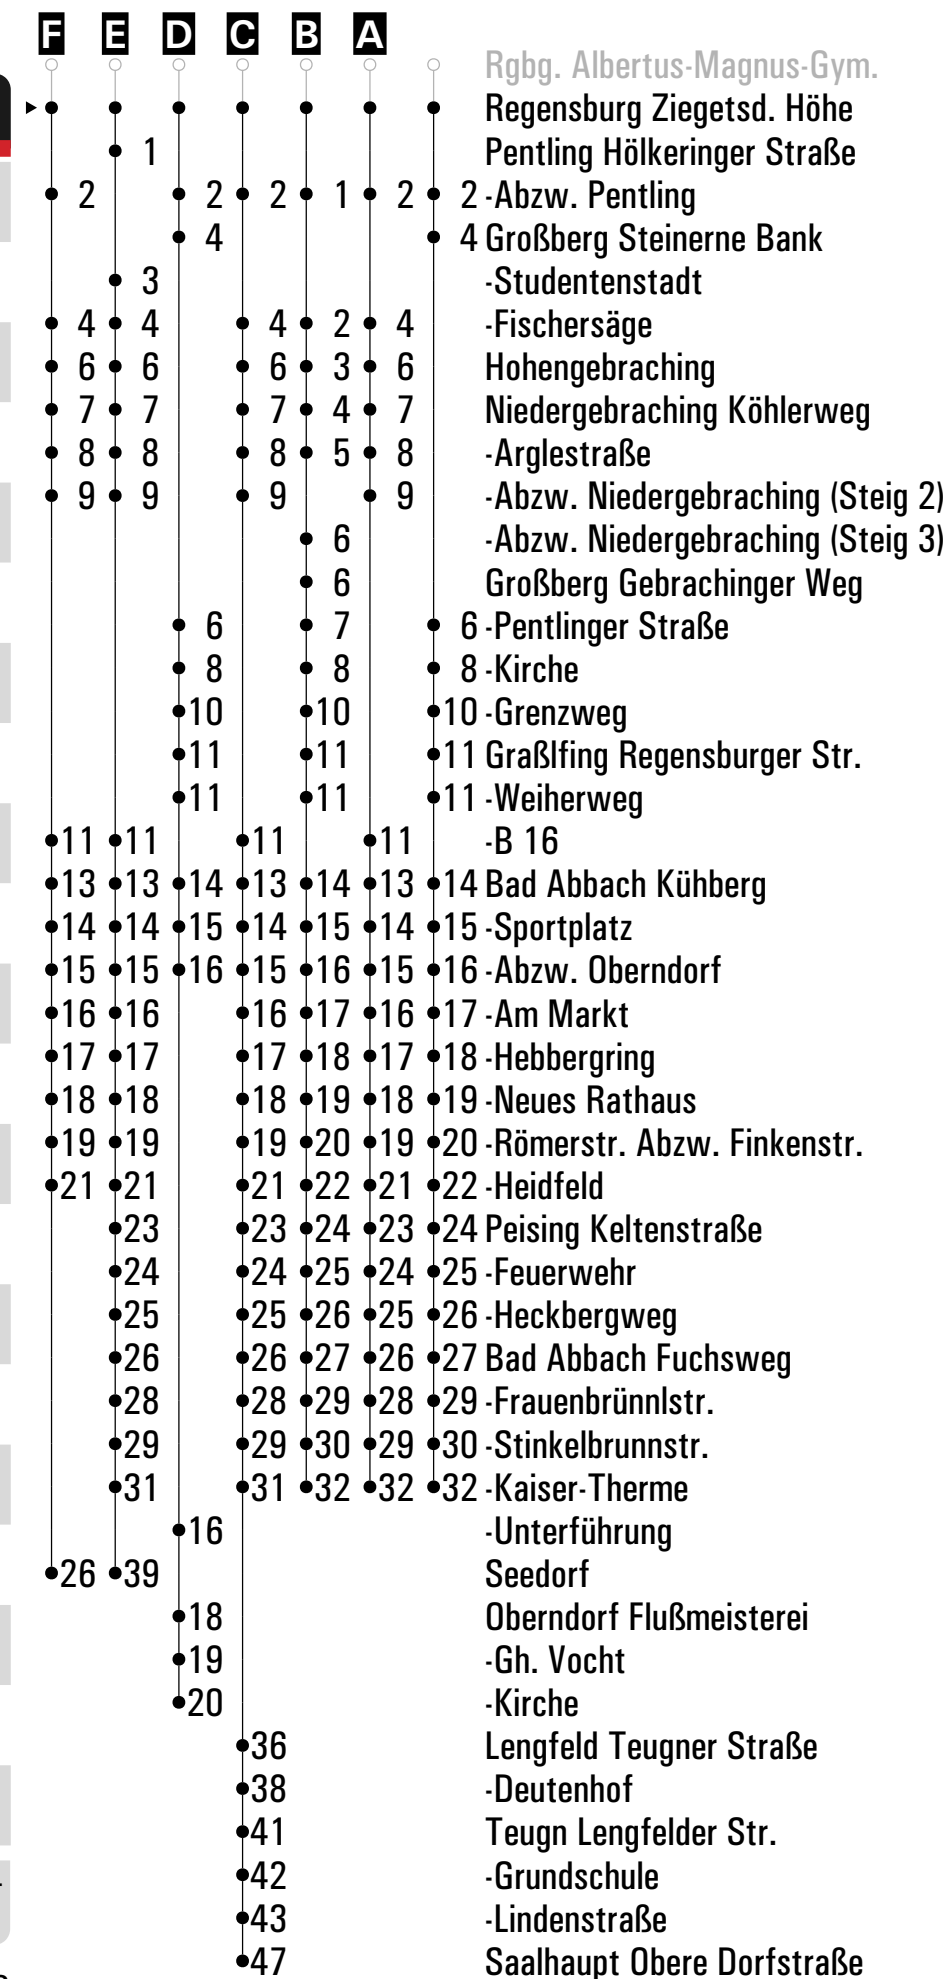 F E D C B A
Rgbg. Albertus-Magnus-Gym.
Regensburg Ziegetsd. Höhe
1 Pentling Hölkeringer Straße
2 2 2 1 2 2 -Abzw. Pentling
4 4 Großberg Steinerne Bank
3 -Studentenstadt
4 4 4 2 4 -Fischersäge
6 6 6 3 6 Hohengebraching
7 7 7 4 7 Niedergebraching Köhlerweg
8 8 8 5 8 -Arglestraße
9 9 9 9 -Abzw. Niedergebraching (Steig 2)
6 -Abzw. Niedergebraching (Steig 3)
6 Großberg Gebrachinger Weg
6 7 6 -Pentlinger Straße
8 8 8 -Kirche
10 10 10 -Grenzweg
11 11 11 Graßlfing Regensburger Str.
11 11 11 -Weiherweg
11 11 11 11 -B 16
13 13 14 13 14 13 14 Bad Abbach Kühberg
14 14 15 14 15 14 15 -Sportplatz
15 15 16 15 16 15 16 -Abzw. Oberndorf
16 16 16 17 16 17 -Am Markt
17 17 17 18 17 18 -Hebbergring
18 18 18 19 18 19 -Neues Rathaus
19 19 19 20 19 20 -Römerstr. Abzw. Finkenstr.
21 21 21 22 21 22 -Heidfeld
23 23 24 23 24 Peising Keltenstraße
24 24 25 24 25 -Feuerwehr
25 25 26 25 26 -Heckbergweg
26 26 27 26 27 Bad Abbach Fuchsweg
28 28 29 28 29 -Frauenbrünnlstr.
29 29 30 29 30 -Stinkelbrunnstr.
31 31 32 32 32 -Kaiser-Therme
16 -Unterführung
26 39 Seedorf
18 Oberndorf Flußmeisterei
19 -Gh. Vocht
20 -Kirche
36 Lengfeld Teugner Straße
38 -Deutenhof
41 Teugn Lengfelder Str.
42 -Grundschule
43 -Lindenstraße
47 Saalhaupt Obere Dorfstraße